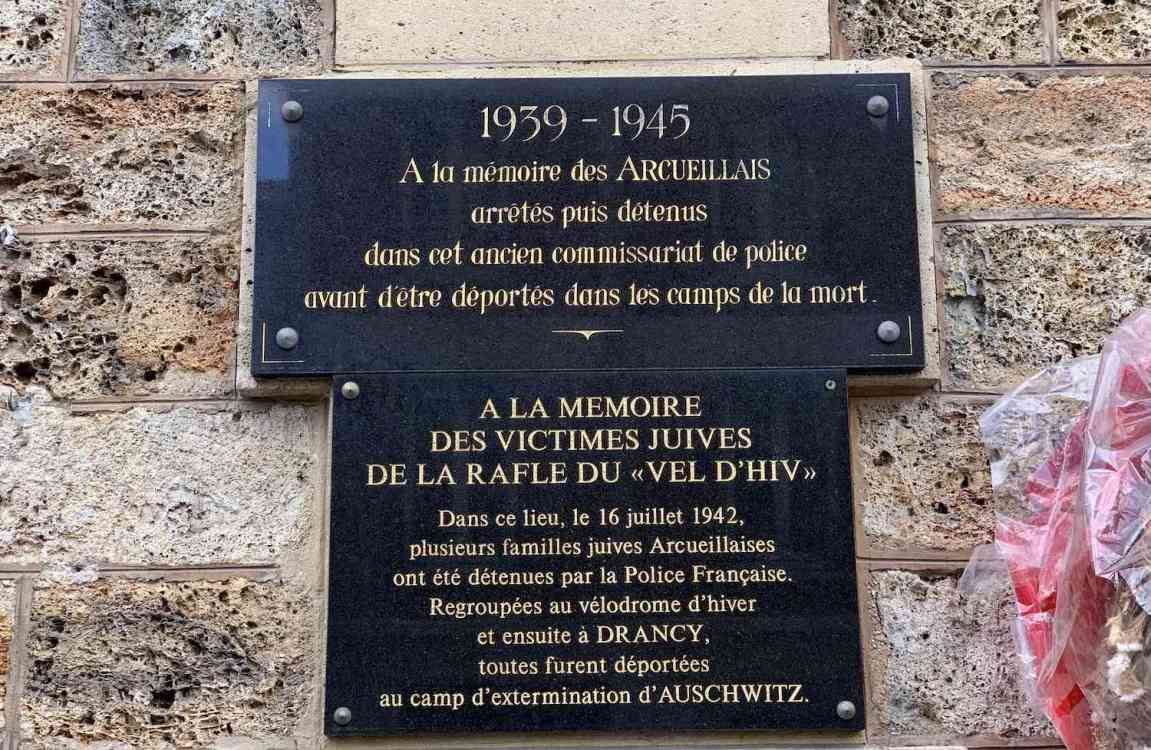 1939 - 1945
A la mémoire des ARCUEILLAIS
arrêtés puis détenus
dans cet ancien commissariat de police
avant d'être déportés dans les camps de la mort.
A LA MEMOIRE
DES VICTIMES JUIVES
DE LA RAFLE DU «VEL D'HIV»
Dans ce lieu, le 16 juillet 1942,
plusieurs familles juives Arcueillaises
ont été détenues par la Police Française.
Regroupées au vélodrome d'hiver
et ensuite à DRANCY,
toutes furent déportées
au camp d'extermination d'AUSCHWITZ.